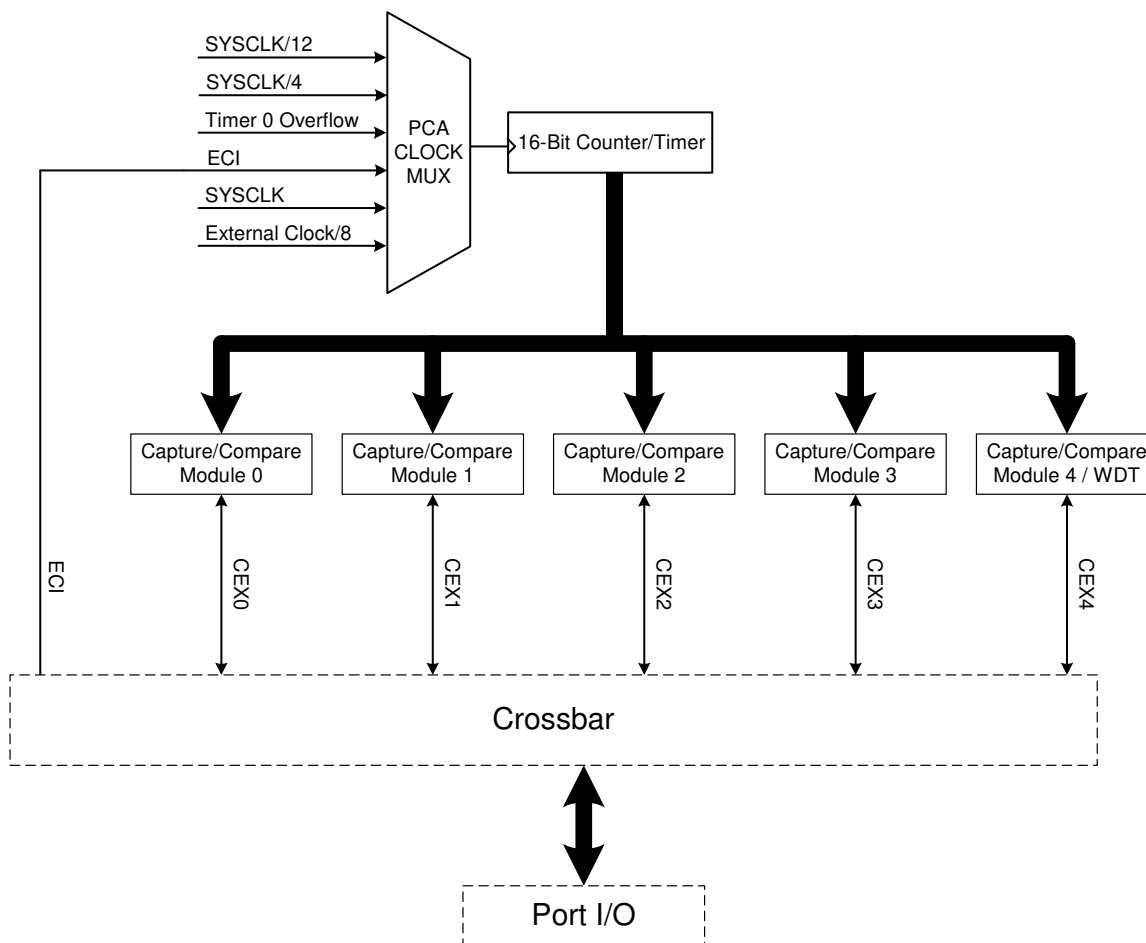 SYSCLK/12
SYSCLK/4
Timer 0 Overflow
ECI
SYSCLK
External Clock/8
PCA
CLOCK
MUX
16-Bit Counter/Timer
Capture/Compare
Module 0
Capture/Compare
Module 1
Capture/Compare
Module 2
Capture/Compare
Module 3
Capture/Compare
Module 4 / WDT
ECI
CEX0
CEX1
CEX2
CEX3
CEX4
Crossbar
Port I/O